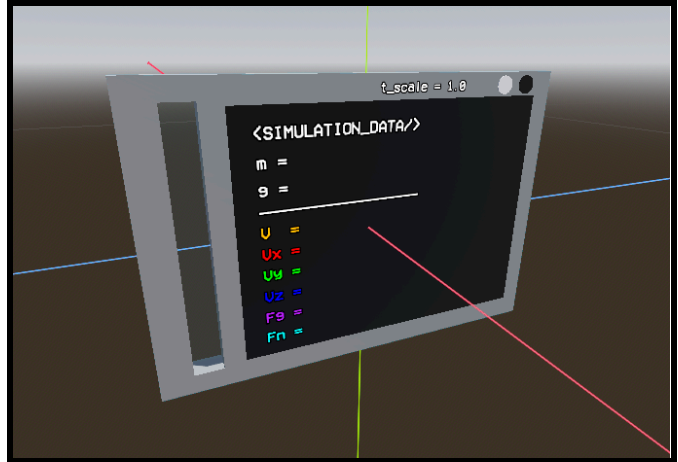 t_scale = 1.0
<SIMULATION_DATA/>
m =
g =
V =
Vx =
Vy =
Vz =
Fg =
Fn =